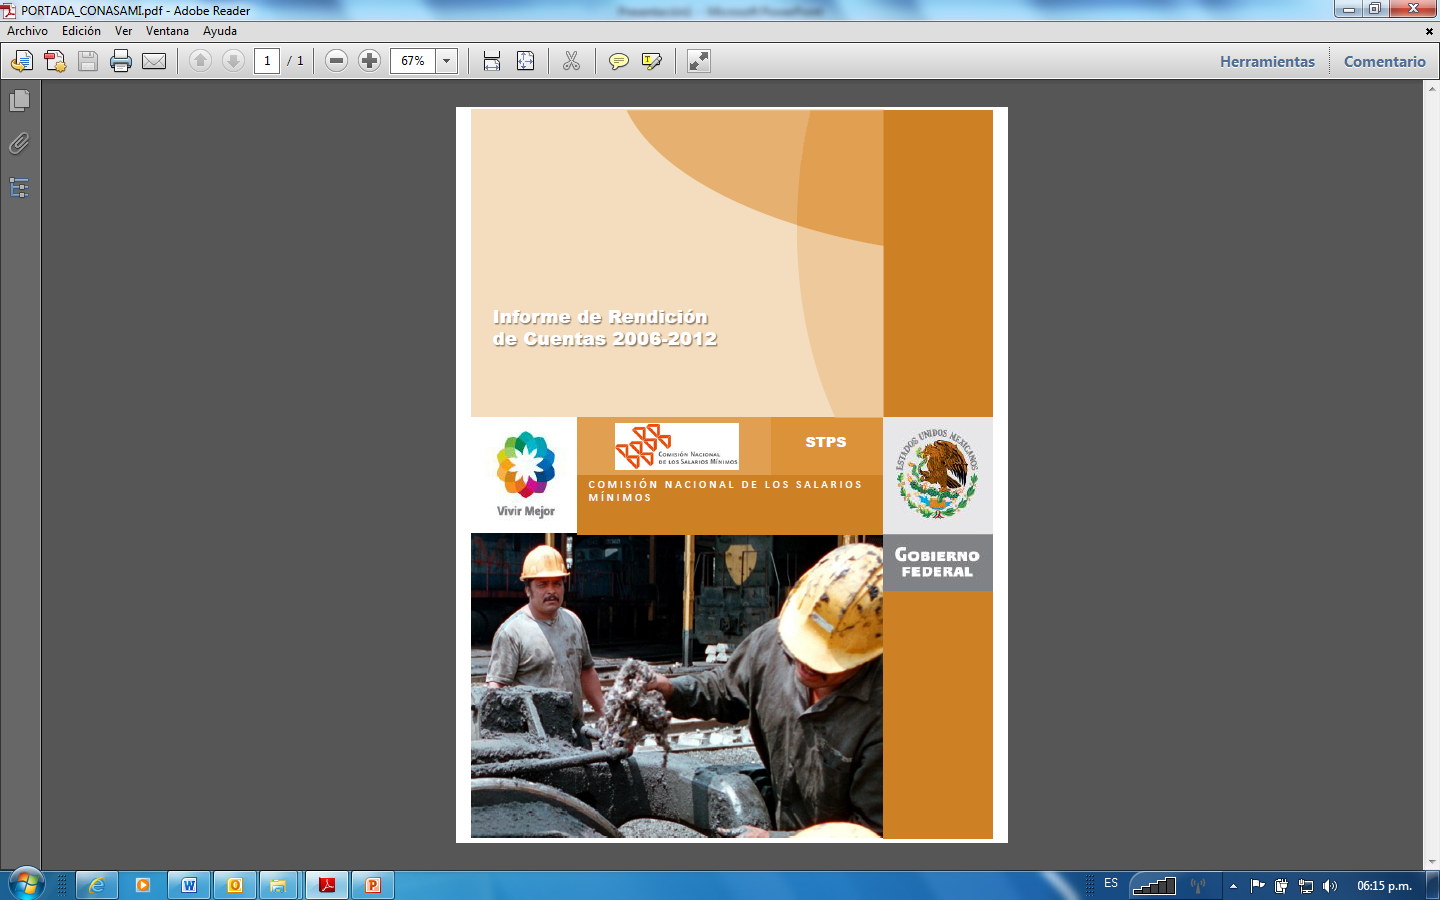 PORTADA_CONASAMI.pdf - Adobe Reader
Archivo Edición Ver Ventana Ayuda
1 / 1 67% Herramientas Comentario
Informe de Rendición
de Cuentas 2006-2012
COMISIÓN NACIONAL
DE LOS SALARIOS MÍNIMOS
STPS
ESTADOS UNIDOS MEXICANOS
COMISIÓN NACIONAL DE LOS SALARIOS
MÍNIMOS
Vivir Mejor
GOBIERNO
FEDERAL
ES 06:15 p.m.